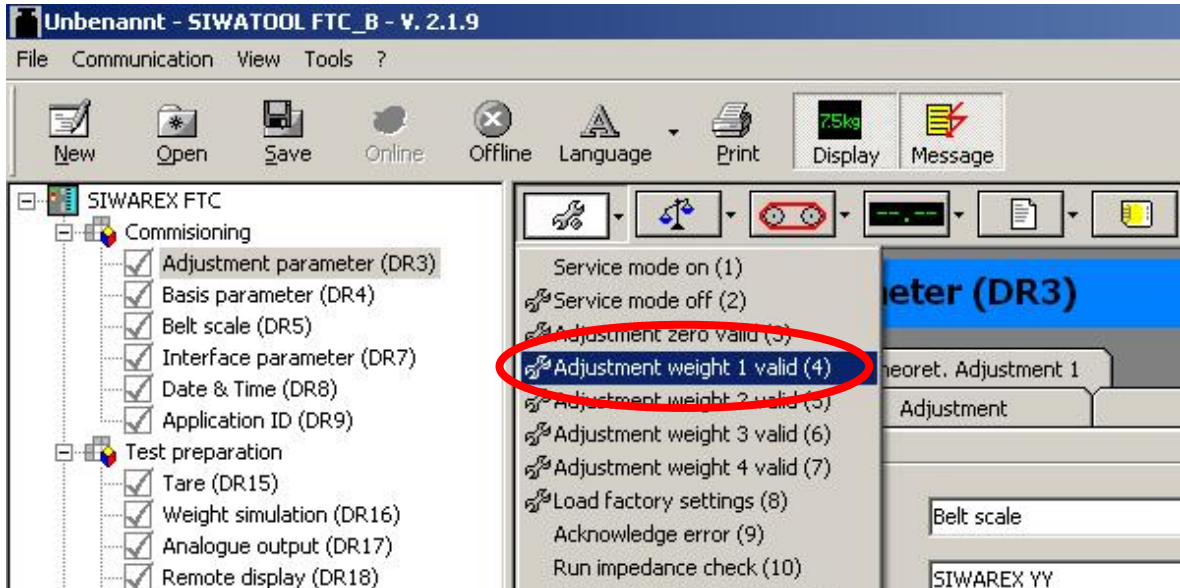 Unbenannt - SIWATOOL FTC_B - V. 2.1.9
File Communication View Tools ?
New Open Save Online Offline Language Print 7.5kg Display Message
SIWAREX FTC
Commisioning
Adjustment parameter (DR3)
Basis parameter (DR4)
Belt scale (DR5)
Interface parameter (DR7)
Date & Time (DR8)
Application ID (DR9)
Test preparation
Tare (DR15)
Weight simulation (DR16)
Analogue output (DR17)
Remote display (DR18)
Service mode on (1)
Service mode off (2)
Adjustment zero valid (3)
Adjustment weight 1 valid (4)
Adjustment weight 2 valid (5)
Adjustment weight 3 valid (6)
Adjustment weight 4 valid (7)
Load factory settings (8)
Acknowledge error (9)
Run impedance check (10)
eter (DR3)
heoret. Adjustment 1
Adjustment
Belt scale
SIWAREX YY